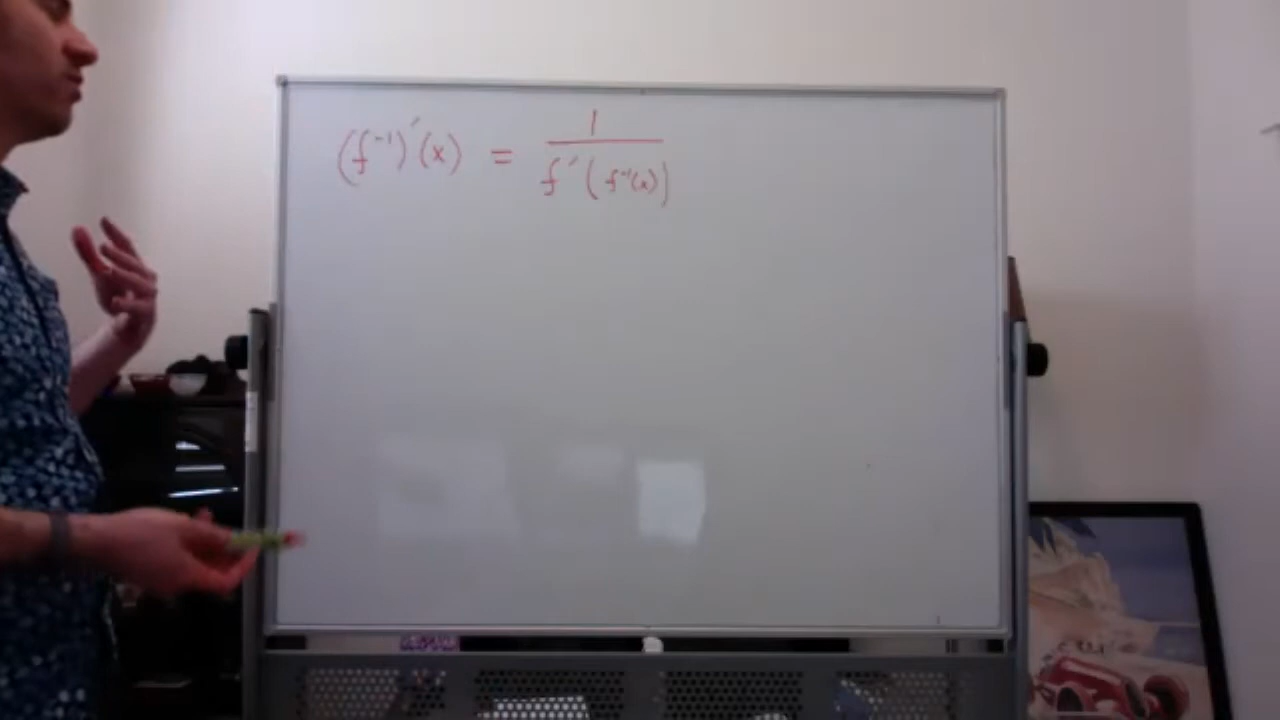 (f⁻¹)′(x) = 1 / f′(f⁻¹(x))